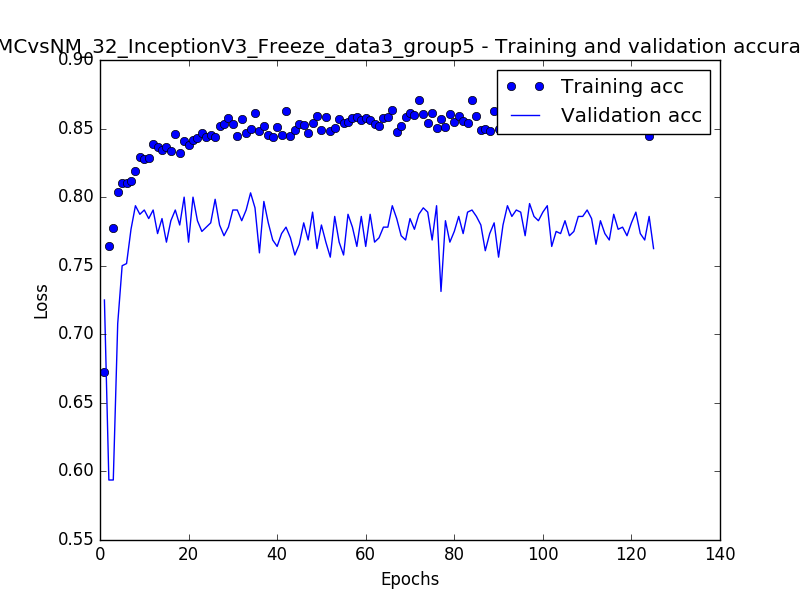 MCvsNM_32_InceptionV3_Freeze_data3_group5 - Training and validation accura
0.90
Training acc
Validation acc
0.85
0.80
0.75
0.70
0.65
0.60
0.55
Loss
0 20 40 60 80 100 120 140
Epochs